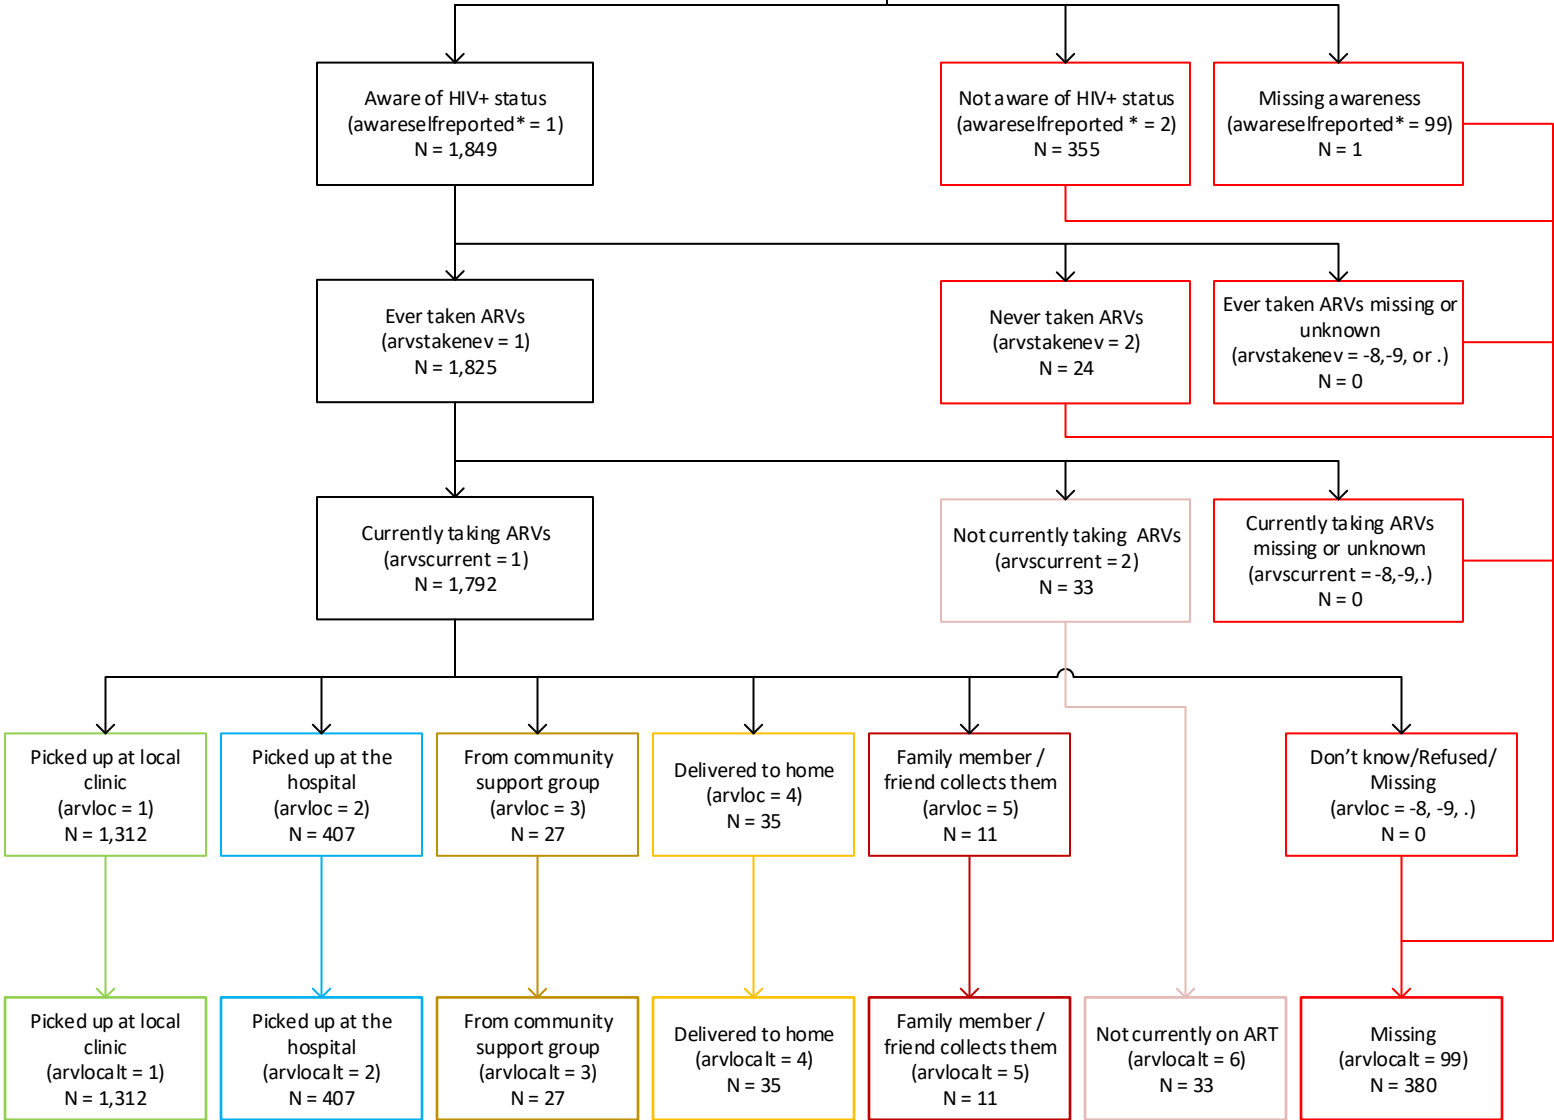 Aware of HIV+ status
(awareselfreported* = 1)
N = 1,849
Not aware of HIV+ status
(awareselfreported * = 2)
N = 355
Missing awareness
(awareselfreported* = 99)
N = 1
Ever taken ARVs
(arvstakenev = 1)
N = 1,825
Never taken ARVs
(arvstakenev = 2)
N = 24
Ever taken ARVs missing or
unknown
(arvstakenev = -8,-9, or .)
N = 0
Currently taking ARVs
(arvscurrent = 1)
N = 1,792
Not currently taking ARVs
(arvscurrent = 2)
N = 33
Currently taking ARVs
missing or unknown
(arvscurrent = -8,-9,.)
N = 0
Picked up at local
clinic
(arvloc = 1)
N = 1,312
Picked up at the
hospital
(arvloc = 2)
N = 407
From community
support group
(arvloc = 3)
N = 27
Delivered to home
(arvloc = 4)
N = 35
Family member /
friend collects them
(arvloc = 5)
N = 11
Don’t know/Refused/
Missing
(arvloc = -8, -9, .)
N = 0
Picked up at local
clinic
(arvlocalt = 1)
N = 1,312
Picked up at the
hospital
(arvlocalt = 2)
N = 407
From community
support group
(arvlocalt = 3)
N = 27
Delivered to home
(arvlocalt = 4)
N = 35
Family member /
friend collects them
(arvlocalt = 5)
N = 11
Not currently on ART
(arvlocalt = 6)
N = 33
Missing
(arvlocalt = 99)
N = 380